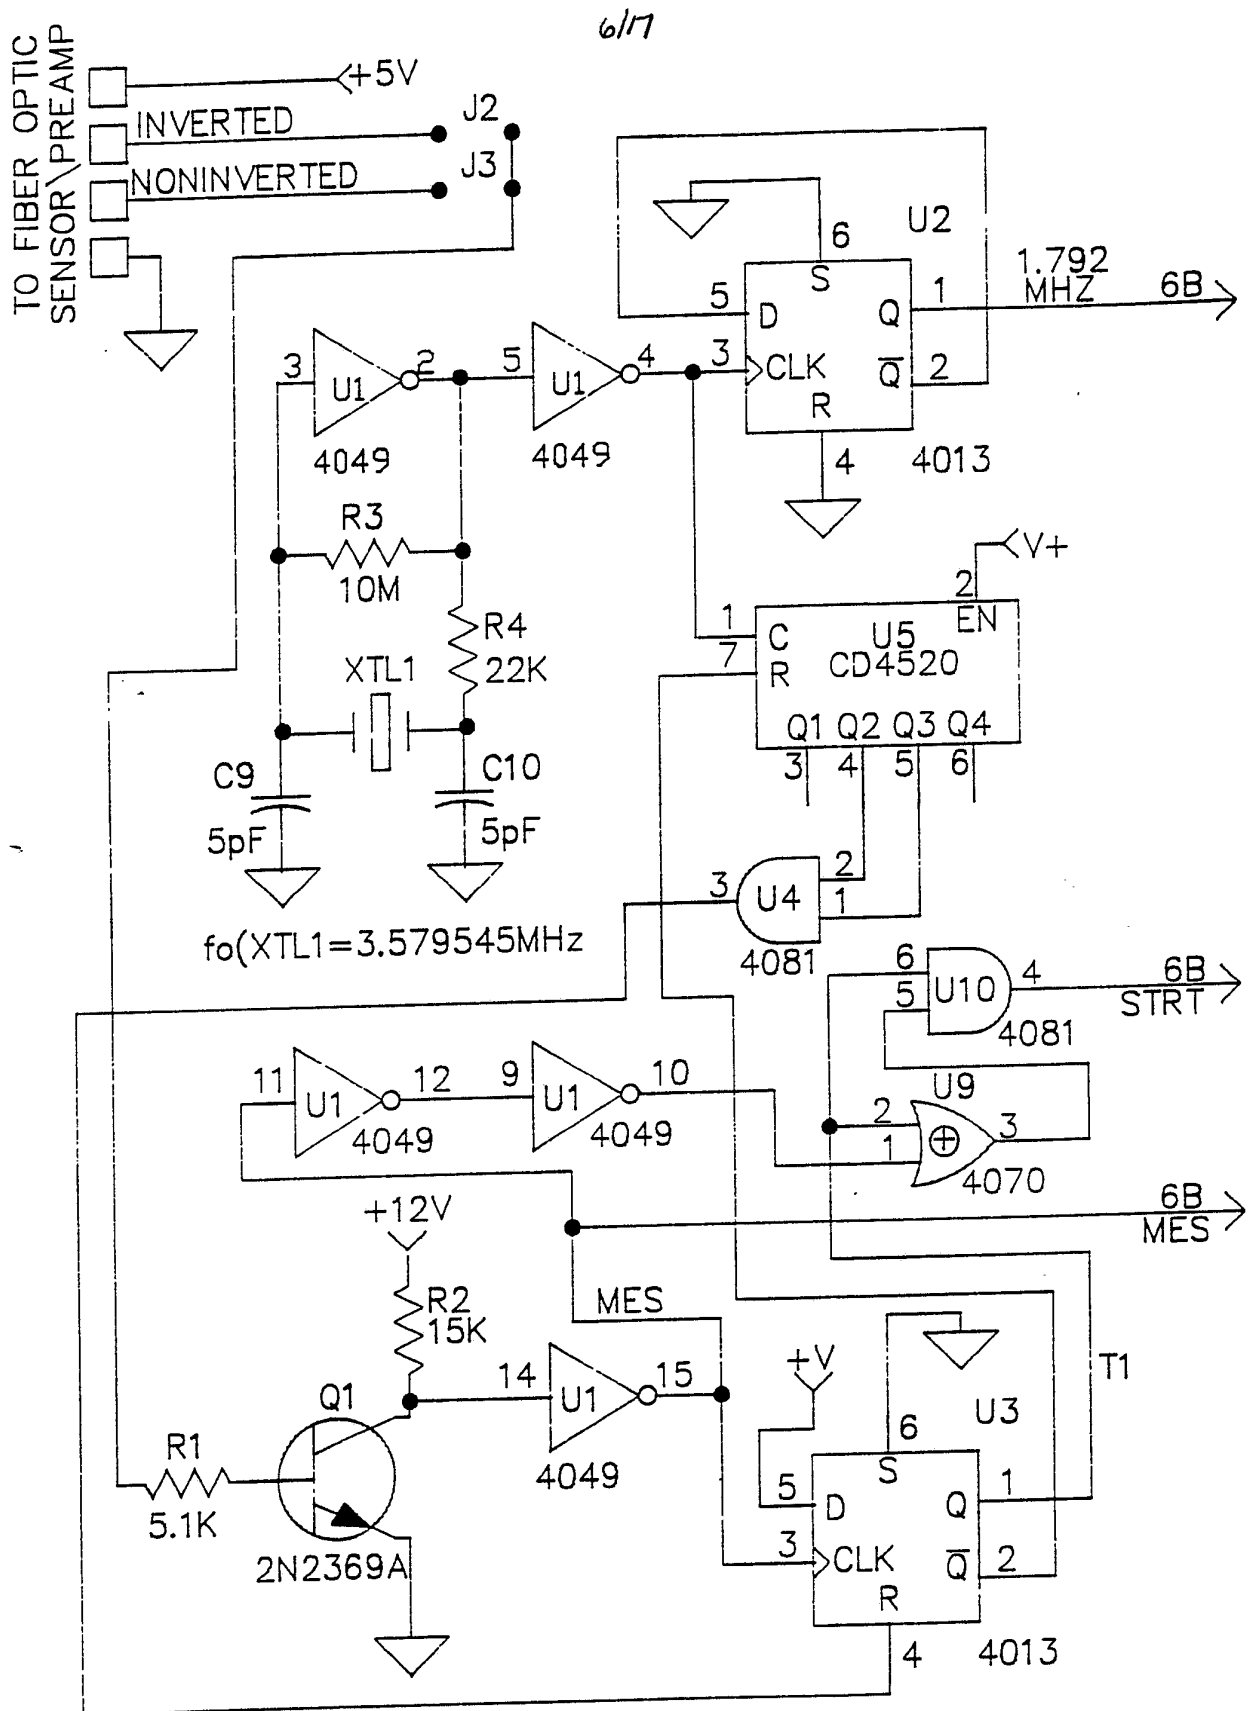 6/17
TO FIBER OPTIC
SENSOR\PREAMP
+5V
INVERTED
J2
NONINVERTED
J3
6
U2
S
5
D
Q
1
1.792
MHZ
6B
3
U1
2
5
U1
4
3
CLK
Q
2
R
4049
4049
4
4013
R3
10M
V+
2
EN
1
C
U5
CD4520
7
R
R4
22K
XTL1
Q1
Q2
Q3
Q4
3
4
5
6
C9
5pF
C10
5pF
3
U4
2
1
4081
fo(XTL1=3.579545MHz
6
U10
5
4
6B
STRT
4081
11
U1
12
9
U1
10
4049
4049
U9
2
1
3
4070
6B
MES
+12V
R2
15K
MES
+V
T1
14
U1
15
4049
U3
6
S
Q1
R1
5.1K
5
D
Q
1
3
CLK
Q
2
R
2N2369A
4
4013